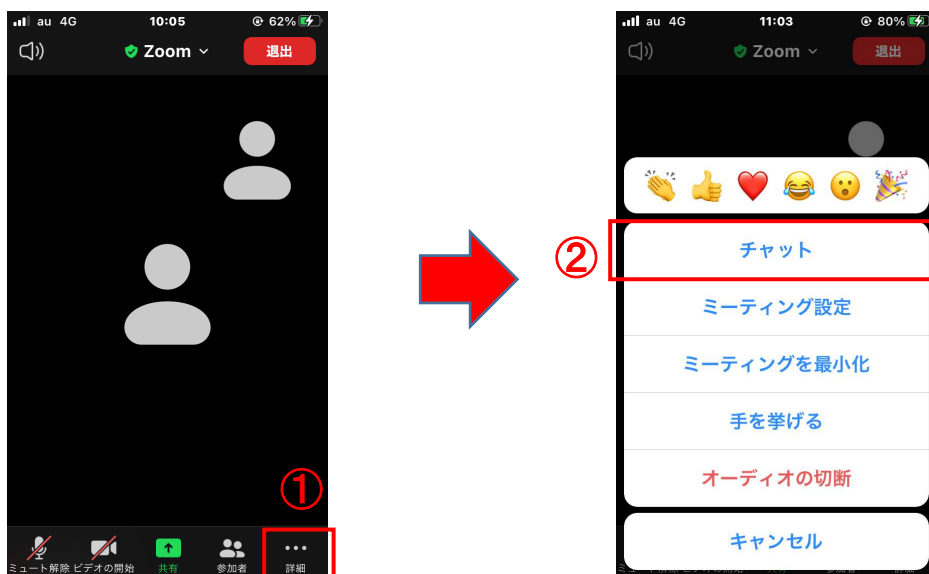 au 4G 10:05 62%
Zoom 退出
①
ミュート解除 ビデオの開始 共有 参加者 詳細
au 4G 11:03 80%
Zoom 退出
②
チャット
ミーティング設定
ミーティングを最小化
手を挙げる
オーディオの切断
キャンセル